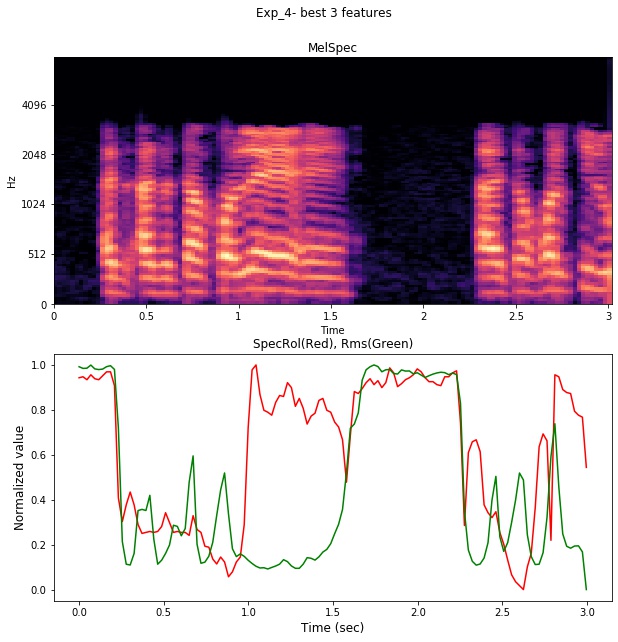 Exp_4- best 3 features
MelSpec
4096
2048
1024
512
0
Hz
0 0.5 1 1.5 2 2.5 3
Time
SpecRol(Red), Rms(Green)
1.0
0.8
0.6
0.4
0.2
0.0
Normalized value
0.0 0.5 1.0 1.5 2.0 2.5 3.0
Time (sec)